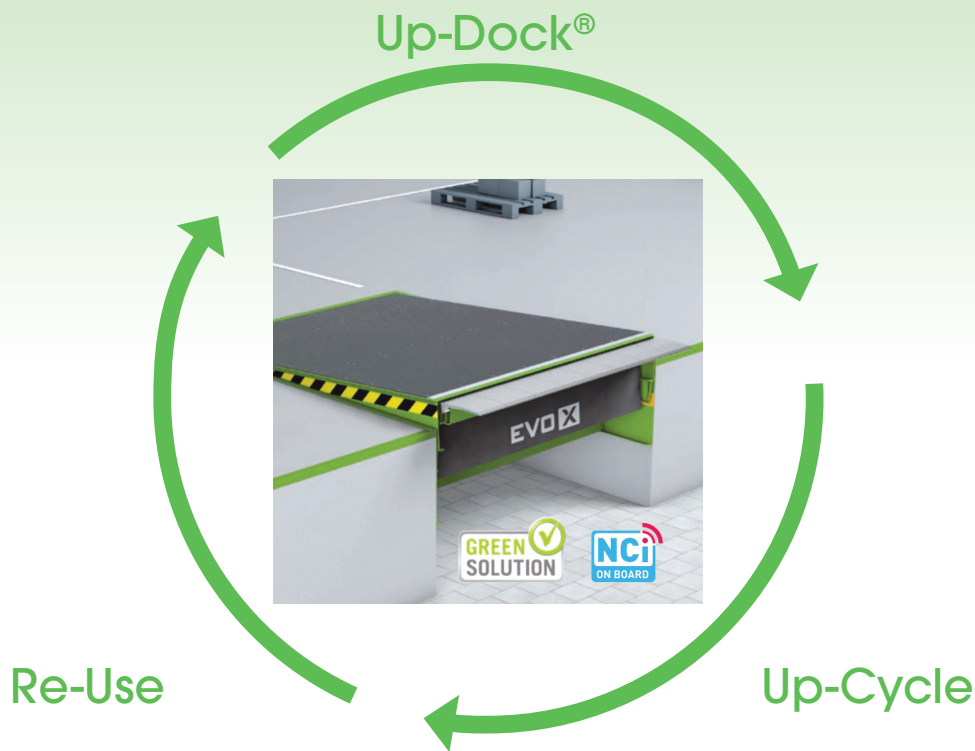 Up-Dock®
EVO X
GREEN
SOLUTION
NCi
ON BOARD
Re-Use
Up-Cycle